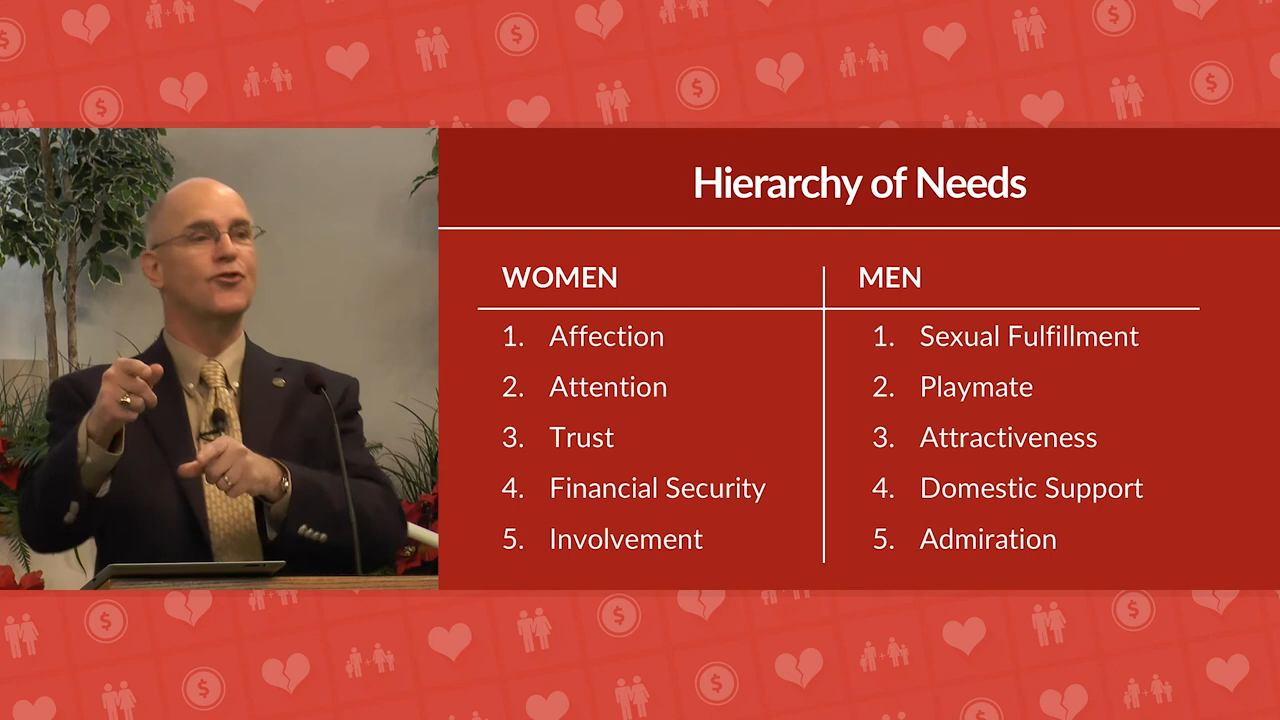 Hierarchy of Needs
WOMEN
1. Affection
2. Attention
3. Trust
4. Financial Security
5. Involvement
MEN
1. Sexual Fulfillment
2. Playmate
3. Attractiveness
4. Domestic Support
5. Admiration